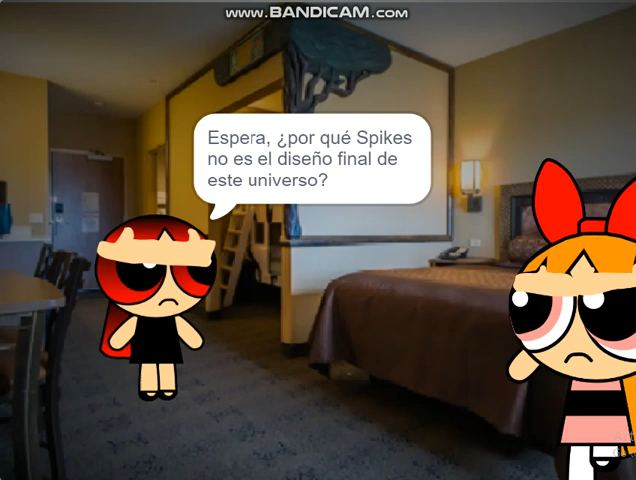 www.BANDICAM.com
Espera, ¿por qué Spikes
no es el diseño final de
este universo?